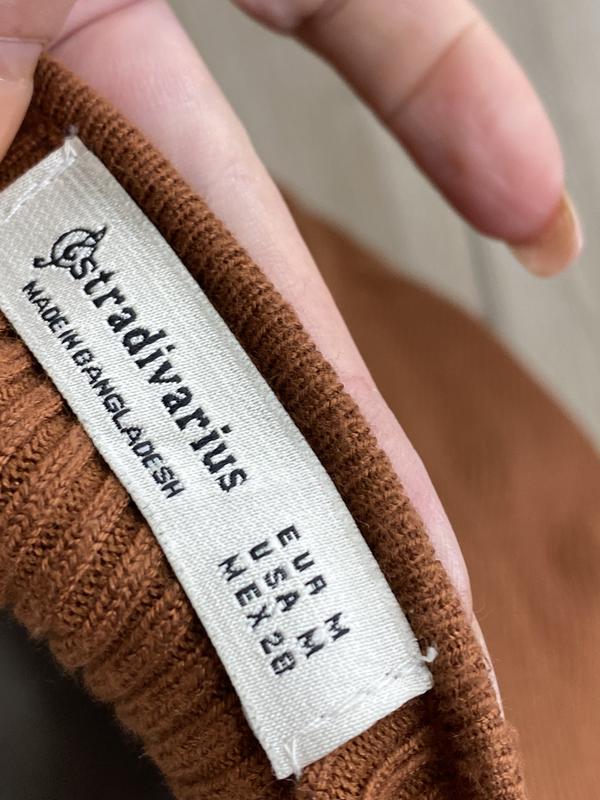 stradivarius
MADE IN BANGLADESH
EUR M
USA M
MEX 28